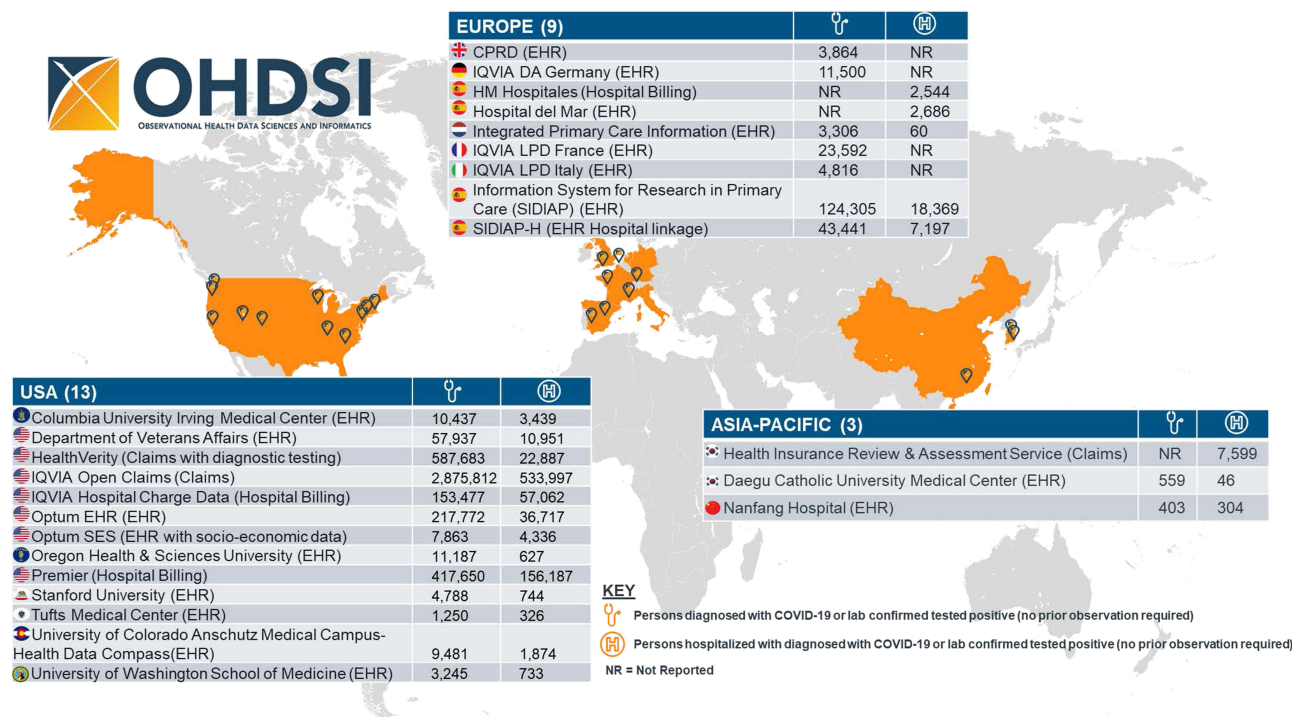 OHDSI
OBSERVATIONAL HEALTH DATA SCIENCES AND INFORMATICS
EUROPE (9)
CPRD (EHR) 3,864 NR
IQVIA DA Germany (EHR) 11,500 NR
HM Hospitales (Hospital Billing) NR 2,544
Hospital del Mar (EHR) NR 2,686
Integrated Primary Care Information (EHR) 3,306 60
IQVIA LPD France (EHR) 23,592 NR
IQVIA LPD Italy (EHR) 4,816 NR
Information System for Research in Primary
Care (SIDIAP) (EHR) 124,305 18,369
SIDIAP-H (EHR Hospital linkage) 43,441 7,197
USA (13)
Columbia University Irving Medical Center (EHR) 10,437 3,439
Department of Veterans Affairs (EHR) 57,937 10,951
HealthVerity (Claims with diagnostic testing) 587,683 22,887
IQVIA Open Claims (Claims) 2,875,812 533,997
IQVIA Hospital Charge Data (Hospital Billing) 153,477 57,062
Optum EHR (EHR) 217,772 36,717
Optum SES (EHR with socio-economic data) 7,863 4,336
Oregon Health & Sciences University (EHR) 11,187 627
Premier (Hospital Billing) 417,650 156,187
Stanford University (EHR) 4,788 744
Tufts Medical Center (EHR) 1,250 326
University of Colorado Anschutz Medical Campus-
Health Data Compass(EHR) 9,481 1,874
University of Washington School of Medicine (EHR) 3,245 733
ASIA-PACIFIC (3)
Health Insurance Review & Assessment Service (Claims) NR 7,599
Daegu Catholic University Medical Center (EHR) 559 46
Nanfang Hospital (EHR) 403 304
KEY
Persons diagnosed with COVID-19 or lab confirmed tested positive (no prior observation required)
H Persons hospitalized with diagnosed with COVID-19 or lab confirmed tested positive (no prior observation required)
NR = Not Reported